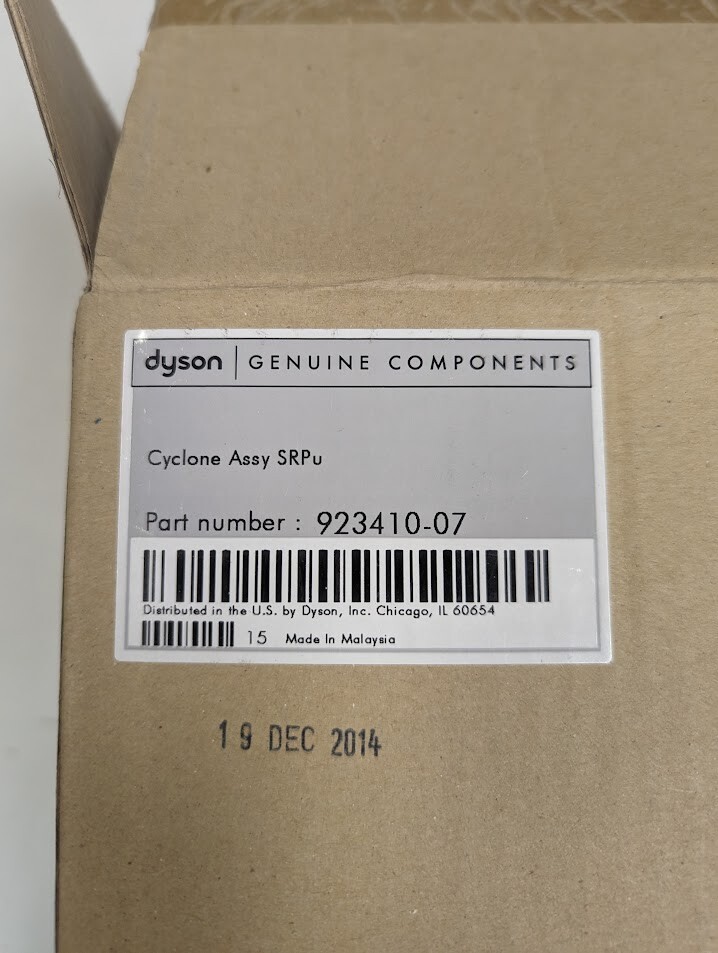 dyson | GENUINE COMPONENTS
Cyclone Assy SRPu
Part number : 923410-07
Distributed in the U.S. by Dyson, Inc. Chicago, IL 60654
15 Made In Malaysia
19 DEC 2014